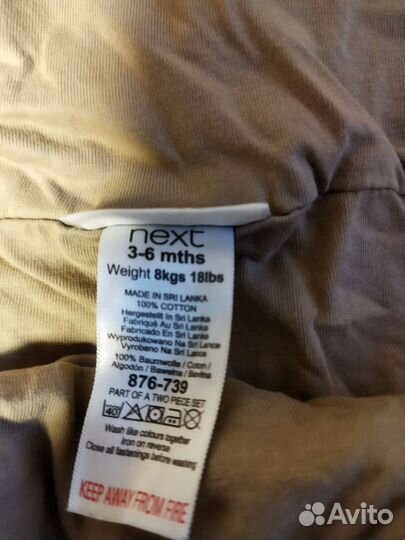 next
3-6 mths
Weight 8kgs 18lbs
MADE IN SRI LANKA
100% COTTON
Hergestellt In Sri Lanka
Fabriqué Au Sri Lanka
Fabricado En Sri Lanka
Wyprodukowano Na Sri Lance
Vyrobeno Na Srí Lance
100% Baumwolle / Coton /
Algodón / Bawełna / Bavlna
876-739
PART OF A TWO PIECE SET
40
Wash like colours together
Iron on reverse
Close all fastenings before washing
KEEP AWAY FROM FIRE
Avito